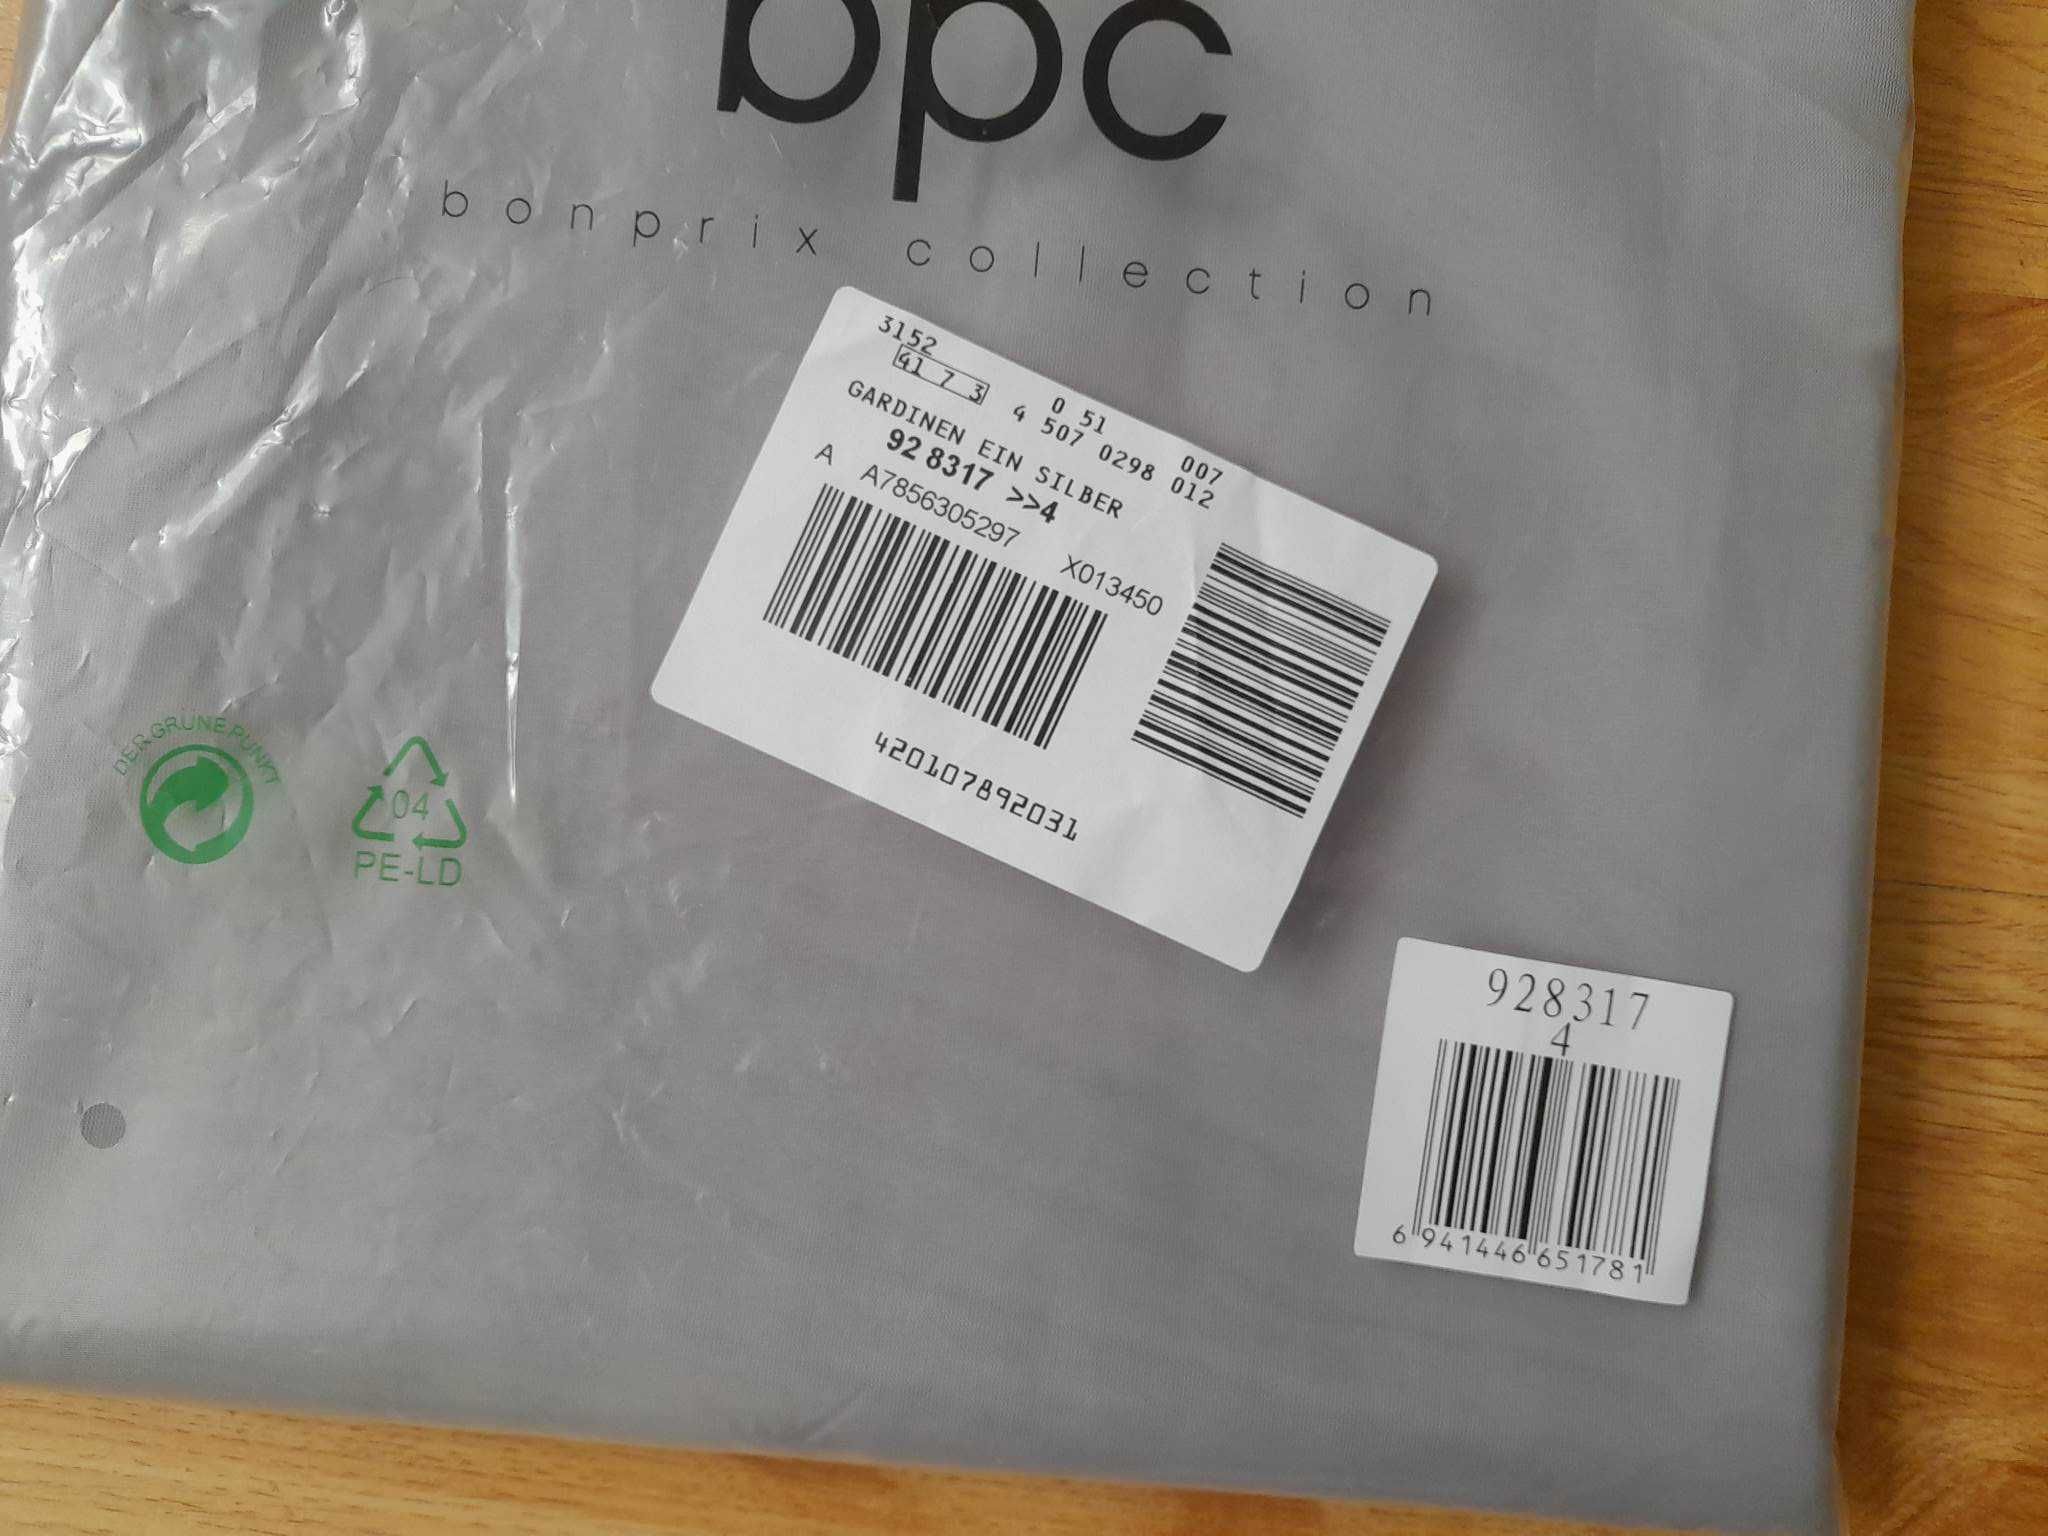 bpc
bonprix collection
3152
41 7 3 0 51 007
4 507 0298 012
GARDINEN EIN SILBER
92 8317 >>4
A A7856305297 X013450
420107892031
DER GRÜNE PUNKT
04
PE-LD
928317
4
6 941446 651781